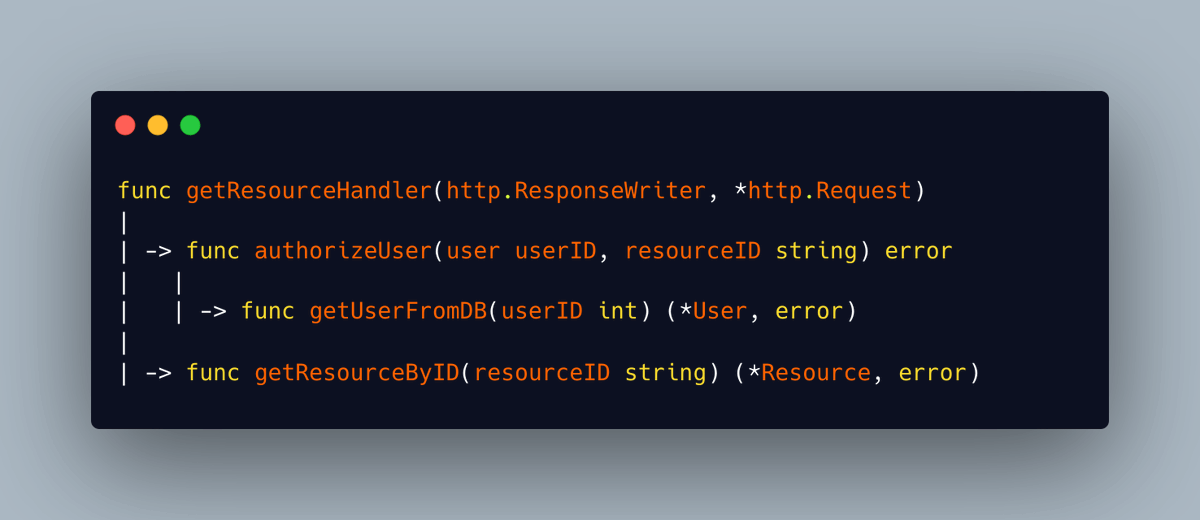 func getResourceHandler(http.ResponseWriter, *http.Request)
|
| -> func authorizeUser(user userID, resourceID string) error
|   |
|   | -> func getUserFromDB(userID int) (*User, error)
|
| -> func getResourceByID(resourceID string) (*Resource, error)